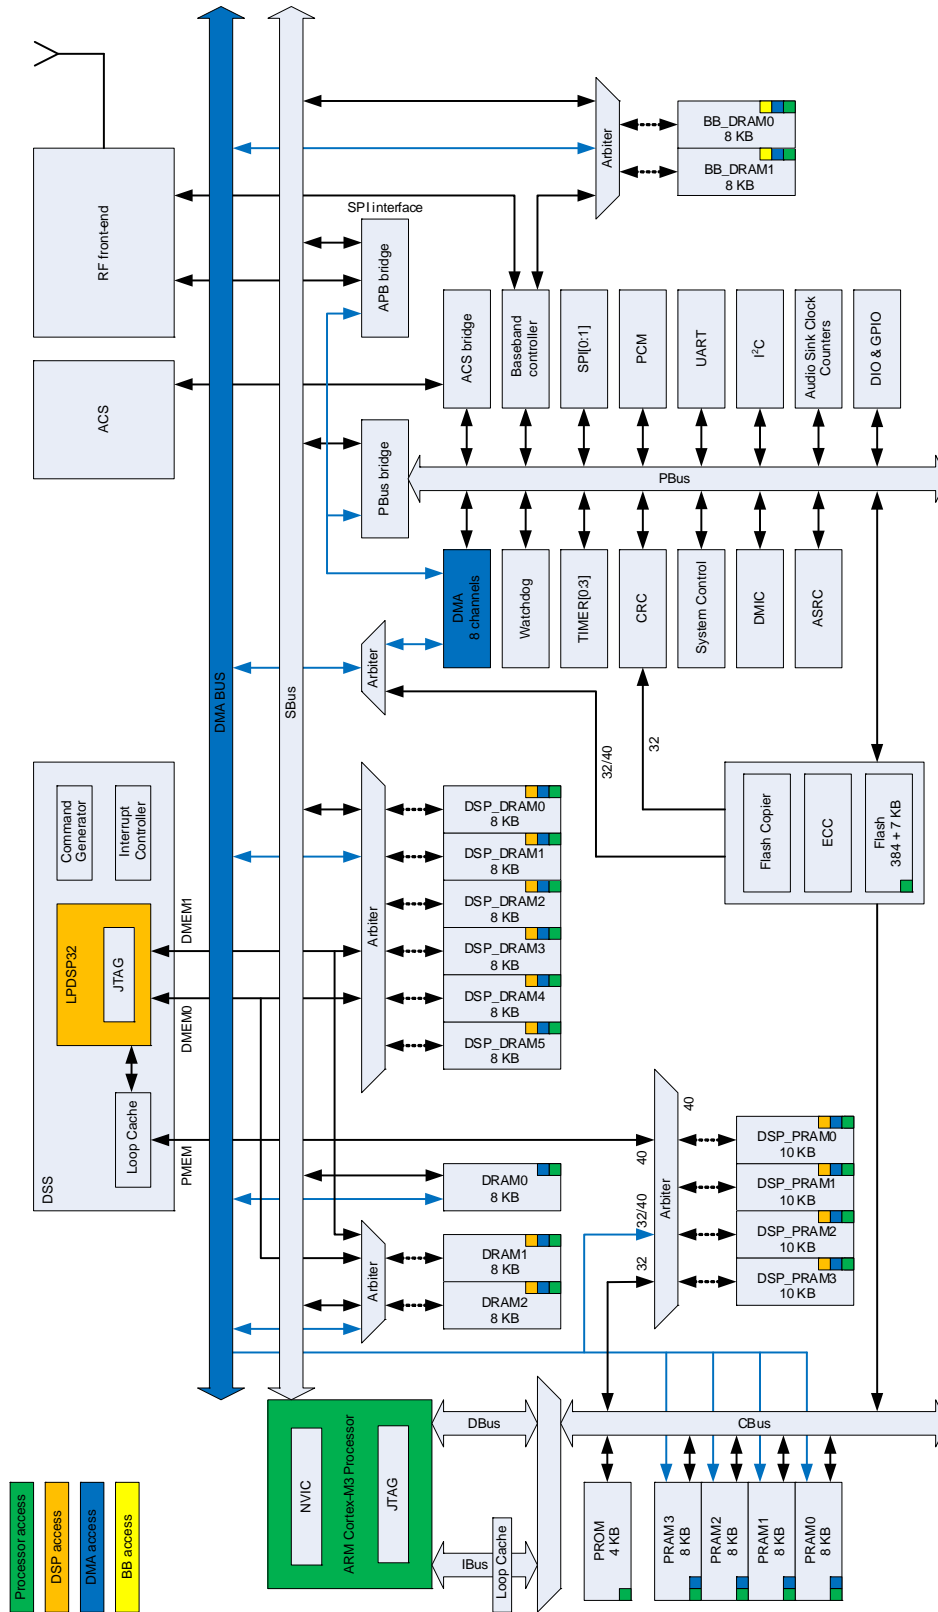 SPI interface
RF front-end
ACS
APB bridge
PBus bridge
DMA BUS
SBus
Arbiter
BB_DRAM0
8 KB
BB_DRAM1
8 KB
ACS bridge
Baseband
controller
SPI[0:1]
PCM
UART
I²C
Audio Sink Clock
Counters
DIO & GPIO
PBus
DMA
8 channels
Watchdog
TIMER[0:3]
CRC
System Control
DMIC
ASRC
Arbiter
32/40
32
Flash Copier
ECC
Flash
384 + 7 KB
DSS
Command
Generator
Interrupt
Controller
LPDSP32
JTAG
Loop Cache
DMEM1
DMEM0
PMEM
Arbiter
DSP_DRAM0
8 KB
DSP_DRAM1
8 KB
DSP_DRAM2
8 KB
DSP_DRAM3
8 KB
DSP_DRAM4
8 KB
DSP_DRAM5
8 KB
DRAM0
8 KB
Arbiter
DRAM1
8 KB
DRAM2
8 KB
40
40
32/40
32
Arbiter
DSP_PRAM0
10 KB
DSP_PRAM1
10 KB
DSP_PRAM2
10 KB
DSP_PRAM3
10 KB
NVIC
JTAG
ARM Cortex-M3 Processor
DBus
IBus
Loop Cache
CBus
PROM
4 KB
PRAM3
8 KB
PRAM2
8 KB
PRAM1
8 KB
PRAM0
8 KB
Processor access
DSP access
DMA access
BB access